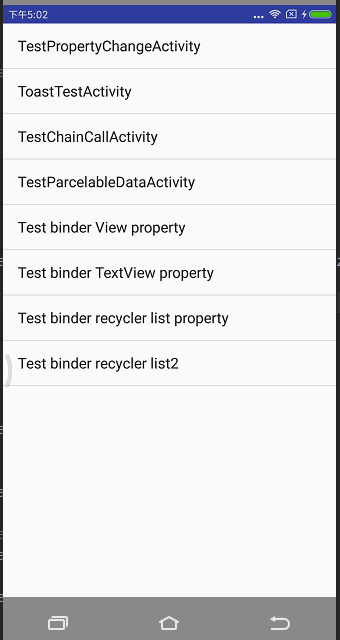 下午5:02
TestPropertyChangeActivity
ToastTestActivity
TestChainCallActivity
TestParcelableDataActivity
Test binder View property
Test binder TextView property
Test binder recycler list property
Test binder recycler list2